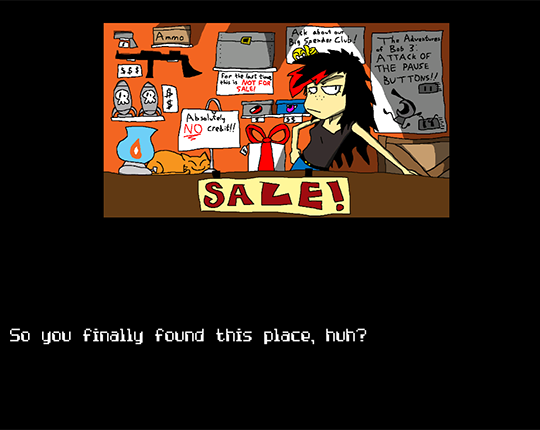 Ammo
$$$
$
$
For the last time
this is NOT FOR
SALE!
Ask about our
Big Spender Club!
The Adventures
of Bob 3:
ATTACK OF
THE PAUSE
BUTTONS!!
Absolutely
NO credit!!
SALE!
So you finally found this place, huh?